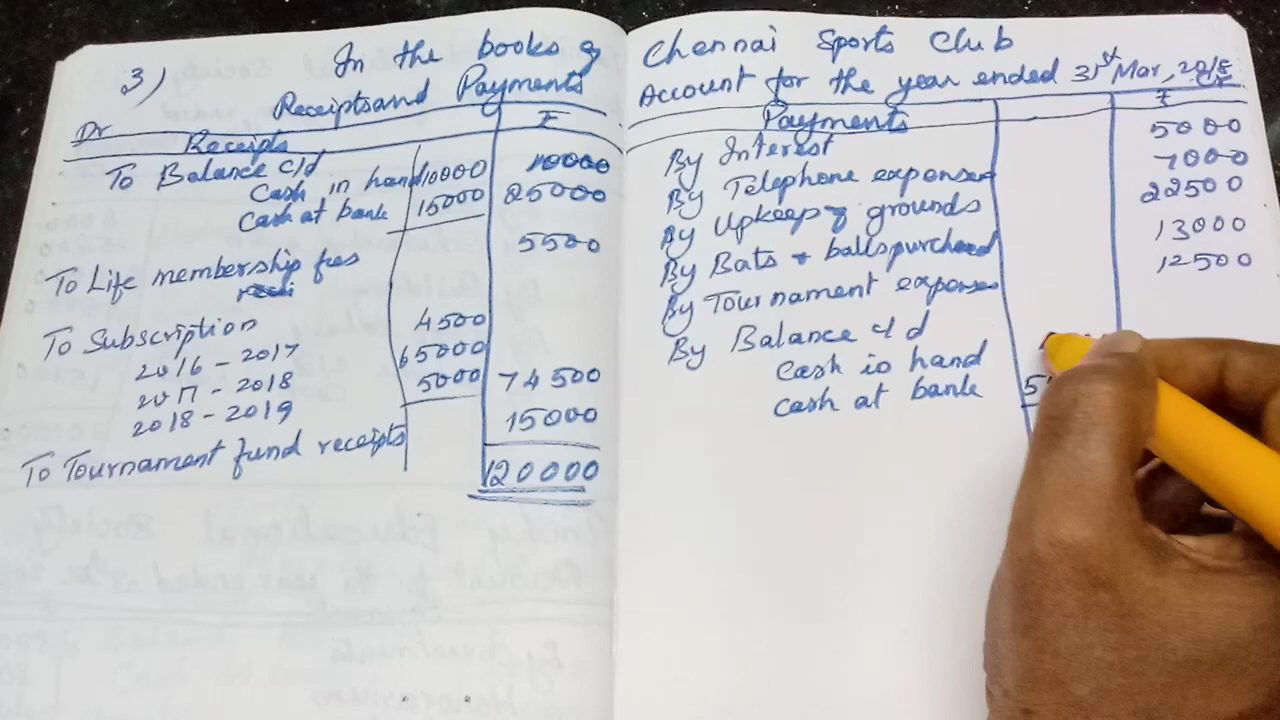 3) In the books of Chennai Sports Club
Receipts and Payments Account for the year ended 31st Mar, 2018
Dr Cr
Receipts ₹
To Balance c/d 10000
Cash in hand 10000
Cash at bank 15000 25000
To Life membership fees 5500
To Subscription
2016 - 2017 4500
2017 - 2018 65000
2018 - 2019 5000 74500
To Tournament fund receipts 15000
120000
Payments ₹
By Interest 5000
By Telephone expenses 7000
By Upkeep of grounds 22500
By Bats & balls purchased 13000
By Tournament expenses 12500
By Balance c/d
Cash in hand
Cash at bank 5